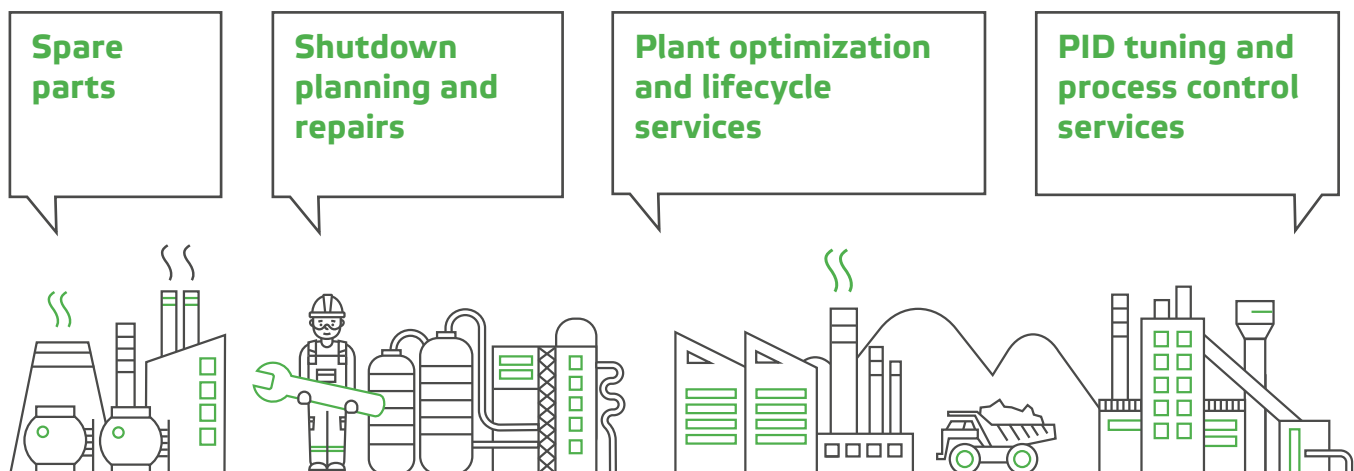 Spare
parts
Shutdown
planning and
repairs
Plant optimization
and lifecycle
services
PID tuning and
process control
services